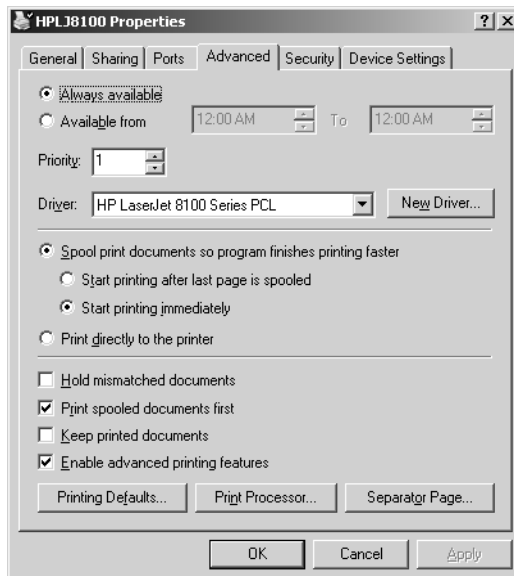 HPLJ8100 Properties ? X
General Sharing Ports Advanced Security Device Settings
Always available
Available from 12:00 AM To 12:00 AM
Priority: 1
Driver: HP LaserJet 8100 Series PCL New Driver...
Spool print documents so program finishes printing faster
Start printing after last page is spooled
Start printing immediately
Print directly to the printer
Hold mismatched documents
Print spooled documents first
Keep printed documents
Enable advanced printing features
Printing Defaults... Print Processor... Separator Page...
OK Cancel Apply